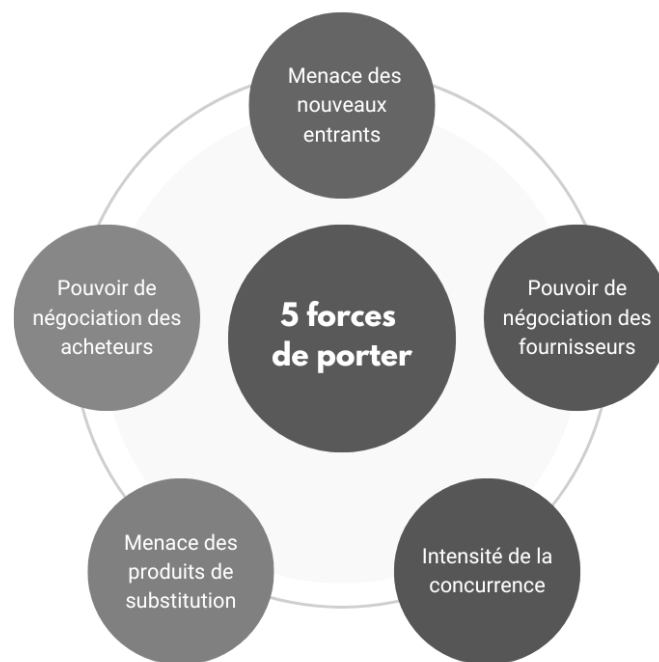 Menace des
nouveaux
entrants
Pouvoir de
négociation des
acheteurs
5 forces
de porter
Pouvoir de
négociation des
fournisseurs
Menace des
produits de
substitution
Intensité de la
concurrence